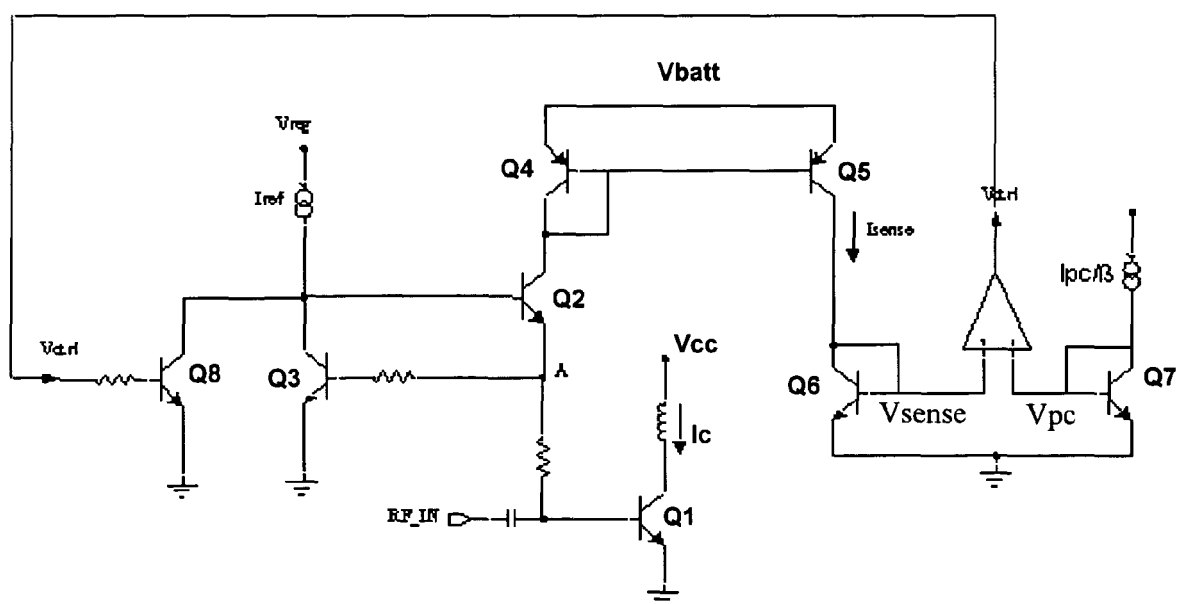 Vbatt
Vreg
Q4
Q5
Iref
Vctrl
Isense
Ipc/ß
Q2
Vcc
Vctrl
Q8
Q3
A
Q6
Q7
Vsense
Vpc
Ic
RF_IN
Q1